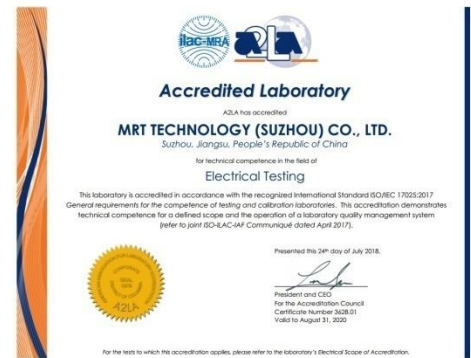 ilac-MRA
A2LA
Accredited Laboratory
A2LA has accredited
MRT TECHNOLOGY (SUZHOU) CO., LTD.
Suzhou, Jiangsu, People's Republic of China
for technical competence in the field of
Electrical Testing
This laboratory is accredited in accordance with the recognized International Standard ISO/IEC 17025:2017
General requirements for the competence of testing and calibration laboratories. This accreditation demonstrates
technical competence for a defined scope and the operation of a laboratory quality management system
(refer to joint ISO-ILAC-IAF Communiqué dated April 2017).
Presented this 24th day of July 2018.
President and CEO
For the Accreditation Council
Certificate Number 3628.01
Valid to August 31, 2020
CORPORATE
SEAL
1978
A2LA
For the tests to which this accreditation applies, please refer to the laboratory's Electrical Scope of Accreditation.